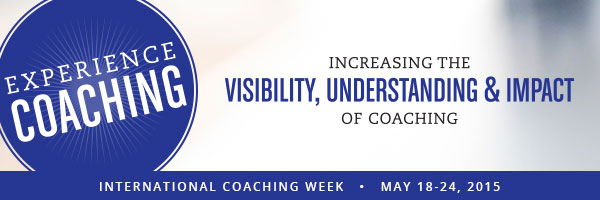 EXPERIENCE
COACHING
INCREASING THE
VISIBILITY, UNDERSTANDING & IMPACT
OF COACHING
INTERNATIONAL COACHING WEEK • MAY 18-24, 2015